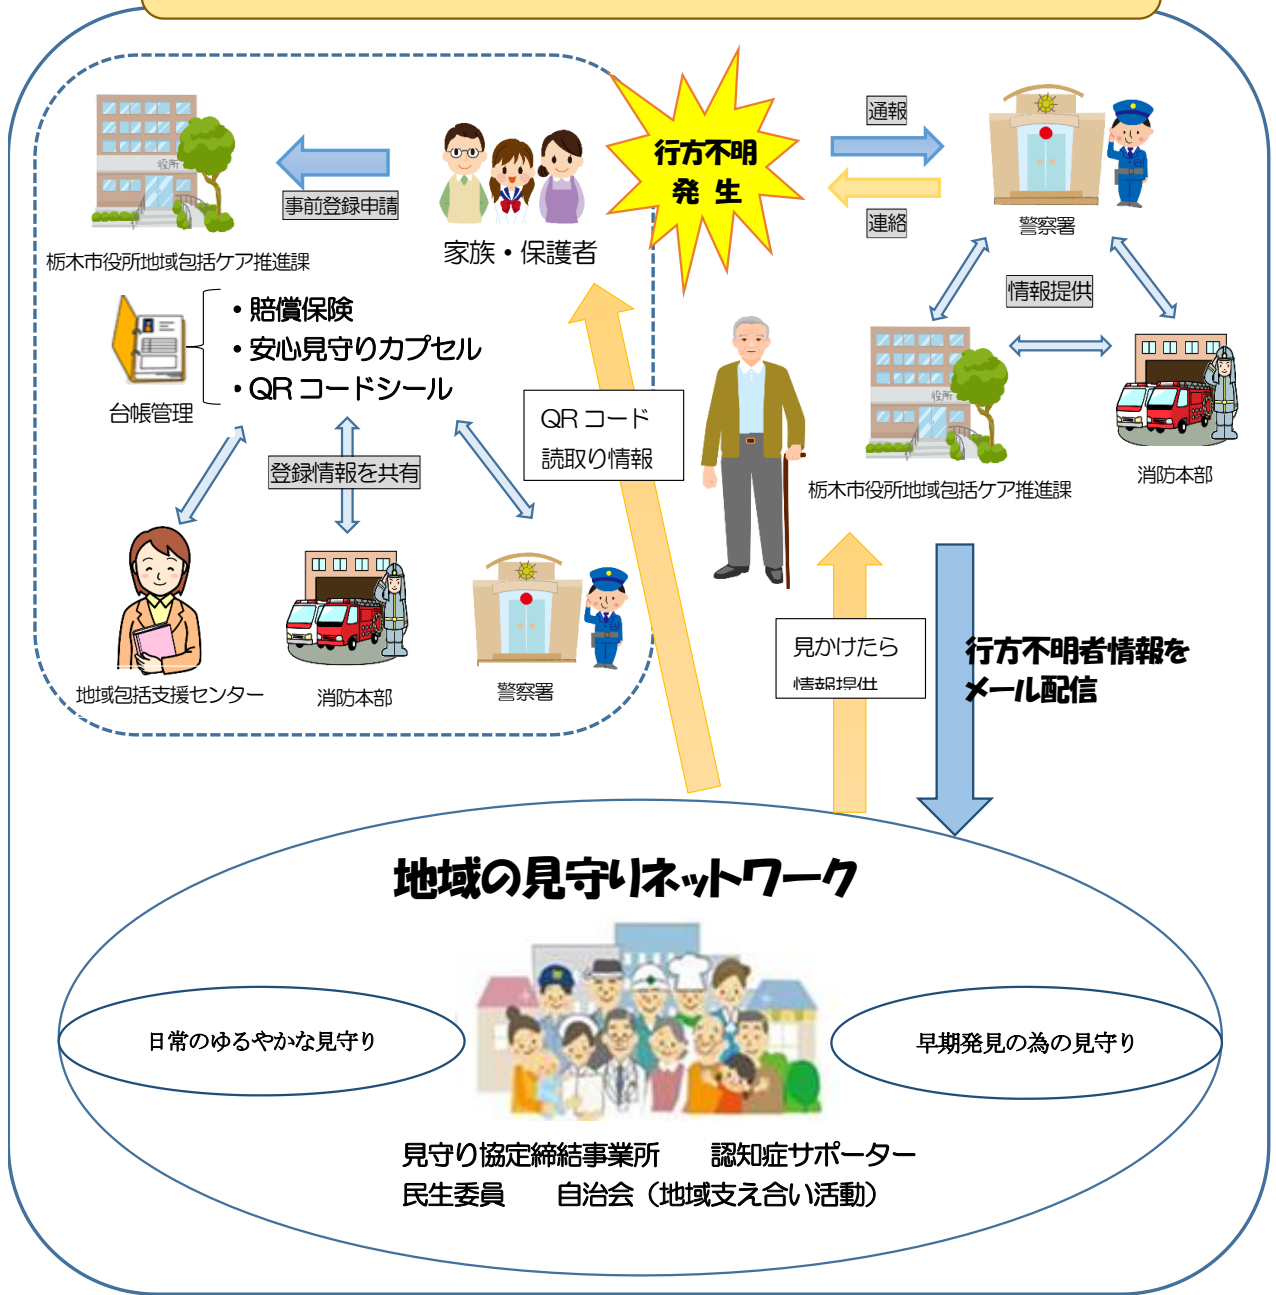 役所
事前登録申請
栃木市役所地域包括ケア推進課
家族・保護者
行方不明
発 生
通報
連絡
警察署
情報提供
役所
栃木市役所地域包括ケア推進課
消防本部
・賠償保険
・安心見守りカプセル
・QRコードシール
台帳管理
登録情報を共有
地域包括支援センター
消防本部
警察署
QRコード
読取り情報
見かけたら
情報提供
行方不明者情報を
メール配信
地域の見守りネットワーク
日常のゆるやかな見守り
早期発見の為の見守り
見守り協定締結事業所　認知症サポーター
民生委員　自治会（地域支え合い活動）